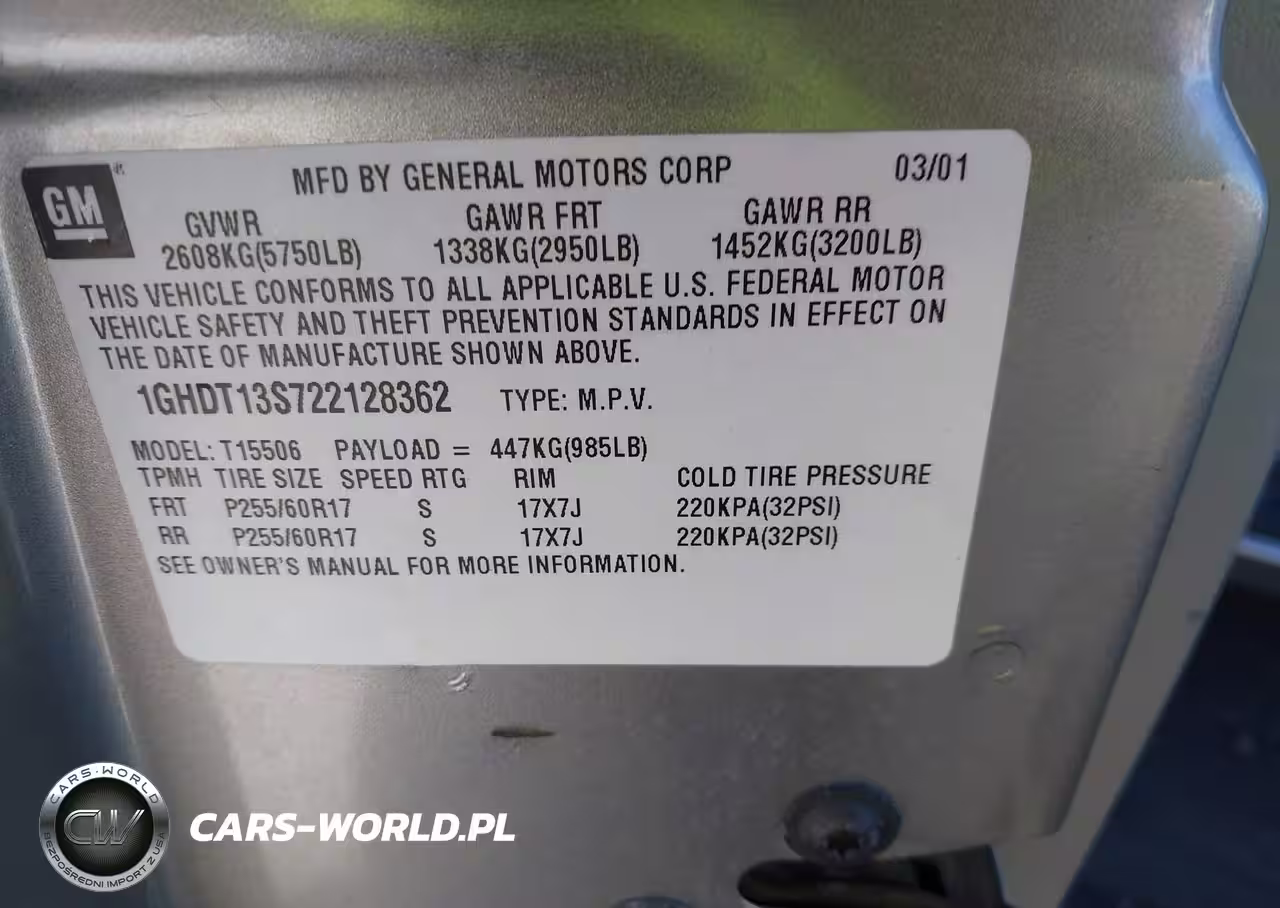 GM
MFD BY GENERAL MOTORS CORP 03/01
GVWR GAWR FRT GAWR RR
2608KG(5750LB) 1338KG(2950LB) 1452KG(3200LB)
THIS VEHICLE CONFORMS TO ALL APPLICABLE U.S. FEDERAL MOTOR
VEHICLE SAFETY AND THEFT PREVENTION STANDARDS IN EFFECT ON
THE DATE OF MANUFACTURE SHOWN ABOVE.
1GHDT13S722128362 TYPE: M.P.V.
MODEL: T15506 PAYLOAD = 447KG(985LB)
TPMH TIRE SIZE SPEED RTG RIM COLD TIRE PRESSURE
FRT P255/60R17 S 17X7J 220KPA(32PSI)
RR P255/60R17 S 17X7J 220KPA(32PSI)
SEE OWNER'S MANUAL FOR MORE INFORMATION.
CARS-WORLD
CW
BEZPOŚREDNI IMPORT Z USA
CARS-WORLD.PL